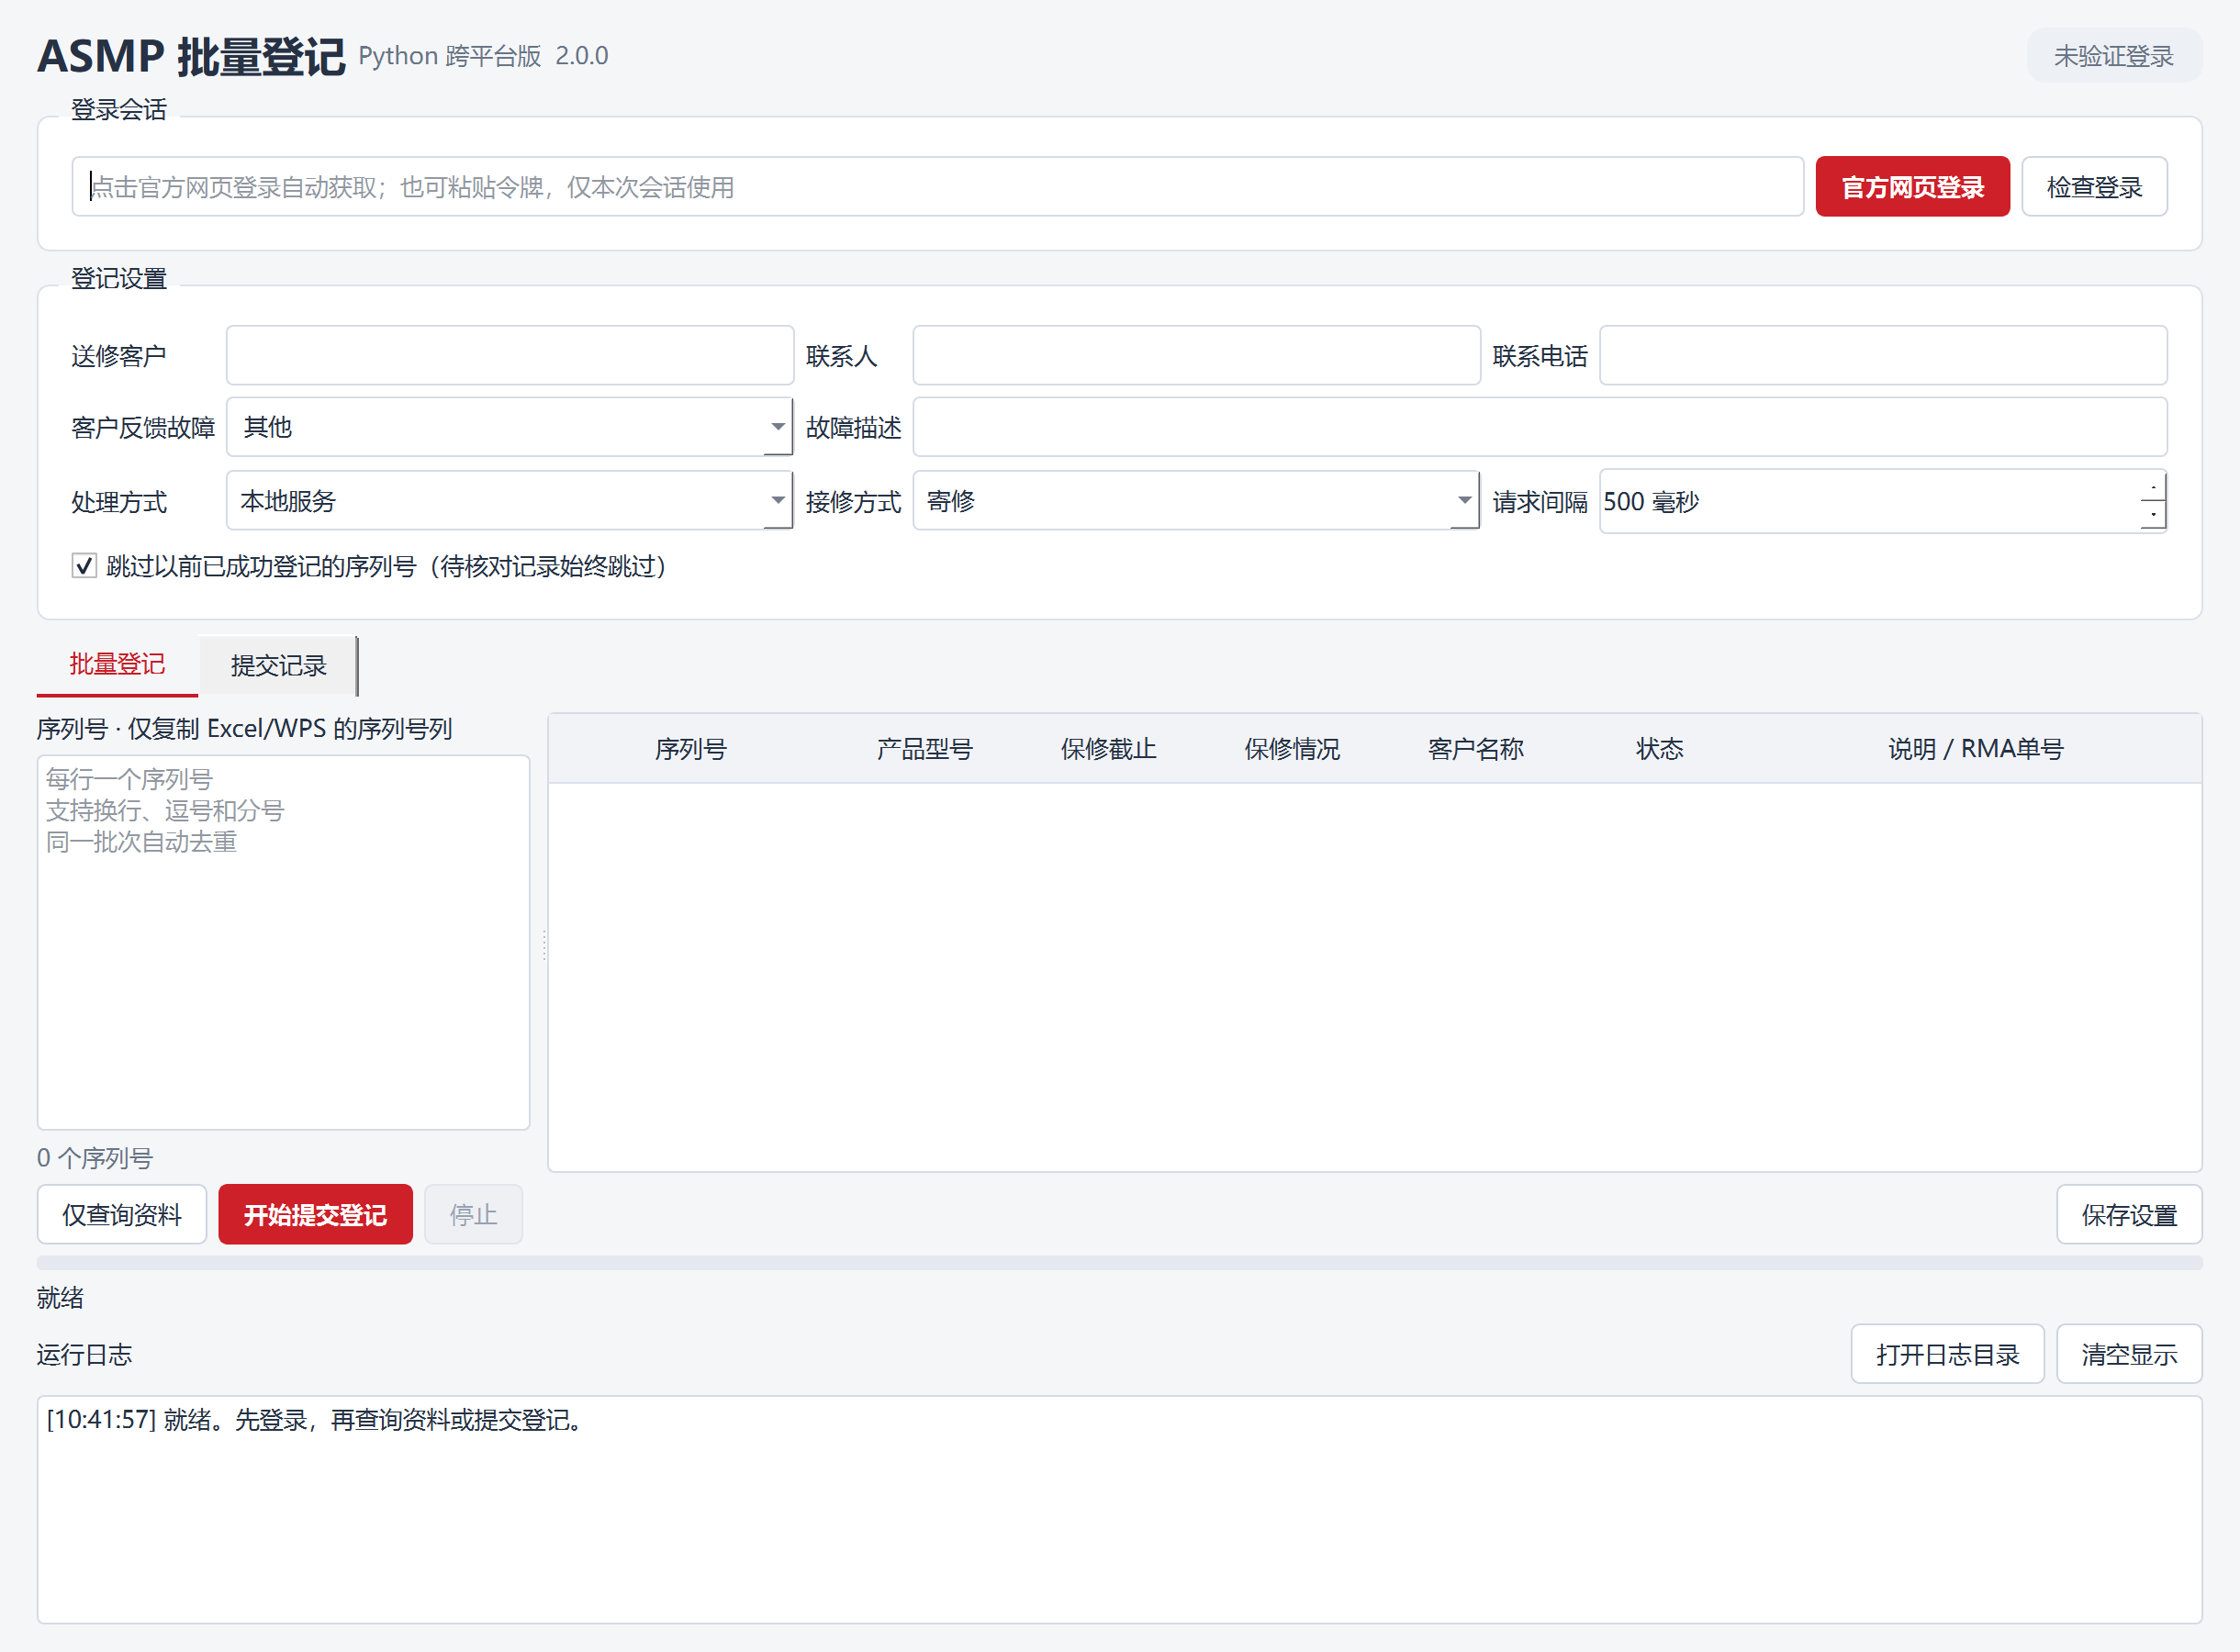 ASMP 批量登记 Python 跨平台版 2.0.0 未验证登录
登录会话
点击官方网页登录自动获取；也可粘贴令牌，仅本次会话使用 官方网页登录 检查登录
登记设置
送修客户 联系人 联系电话
客户反馈故障 其他 故障描述
处理方式 本地服务 接修方式 寄修 请求间隔 500 毫秒
跳过以前已成功登记的序列号（待核对记录始终跳过）
批量登记 提交记录
序列号 · 仅复制 Excel/WPS 的序列号列
序列号 产品型号 保修截止 保修情况 客户名称 状态 说明 / RMA单号
每行一个序列号
支持换行、逗号和分号
同一批次自动去重
0 个序列号
仅查询资料 开始提交登记 停止 保存设置
就绪
运行日志 打开日志目录 清空显示
[10:41:57] 就绪。先登录，再查询资料或提交登记。